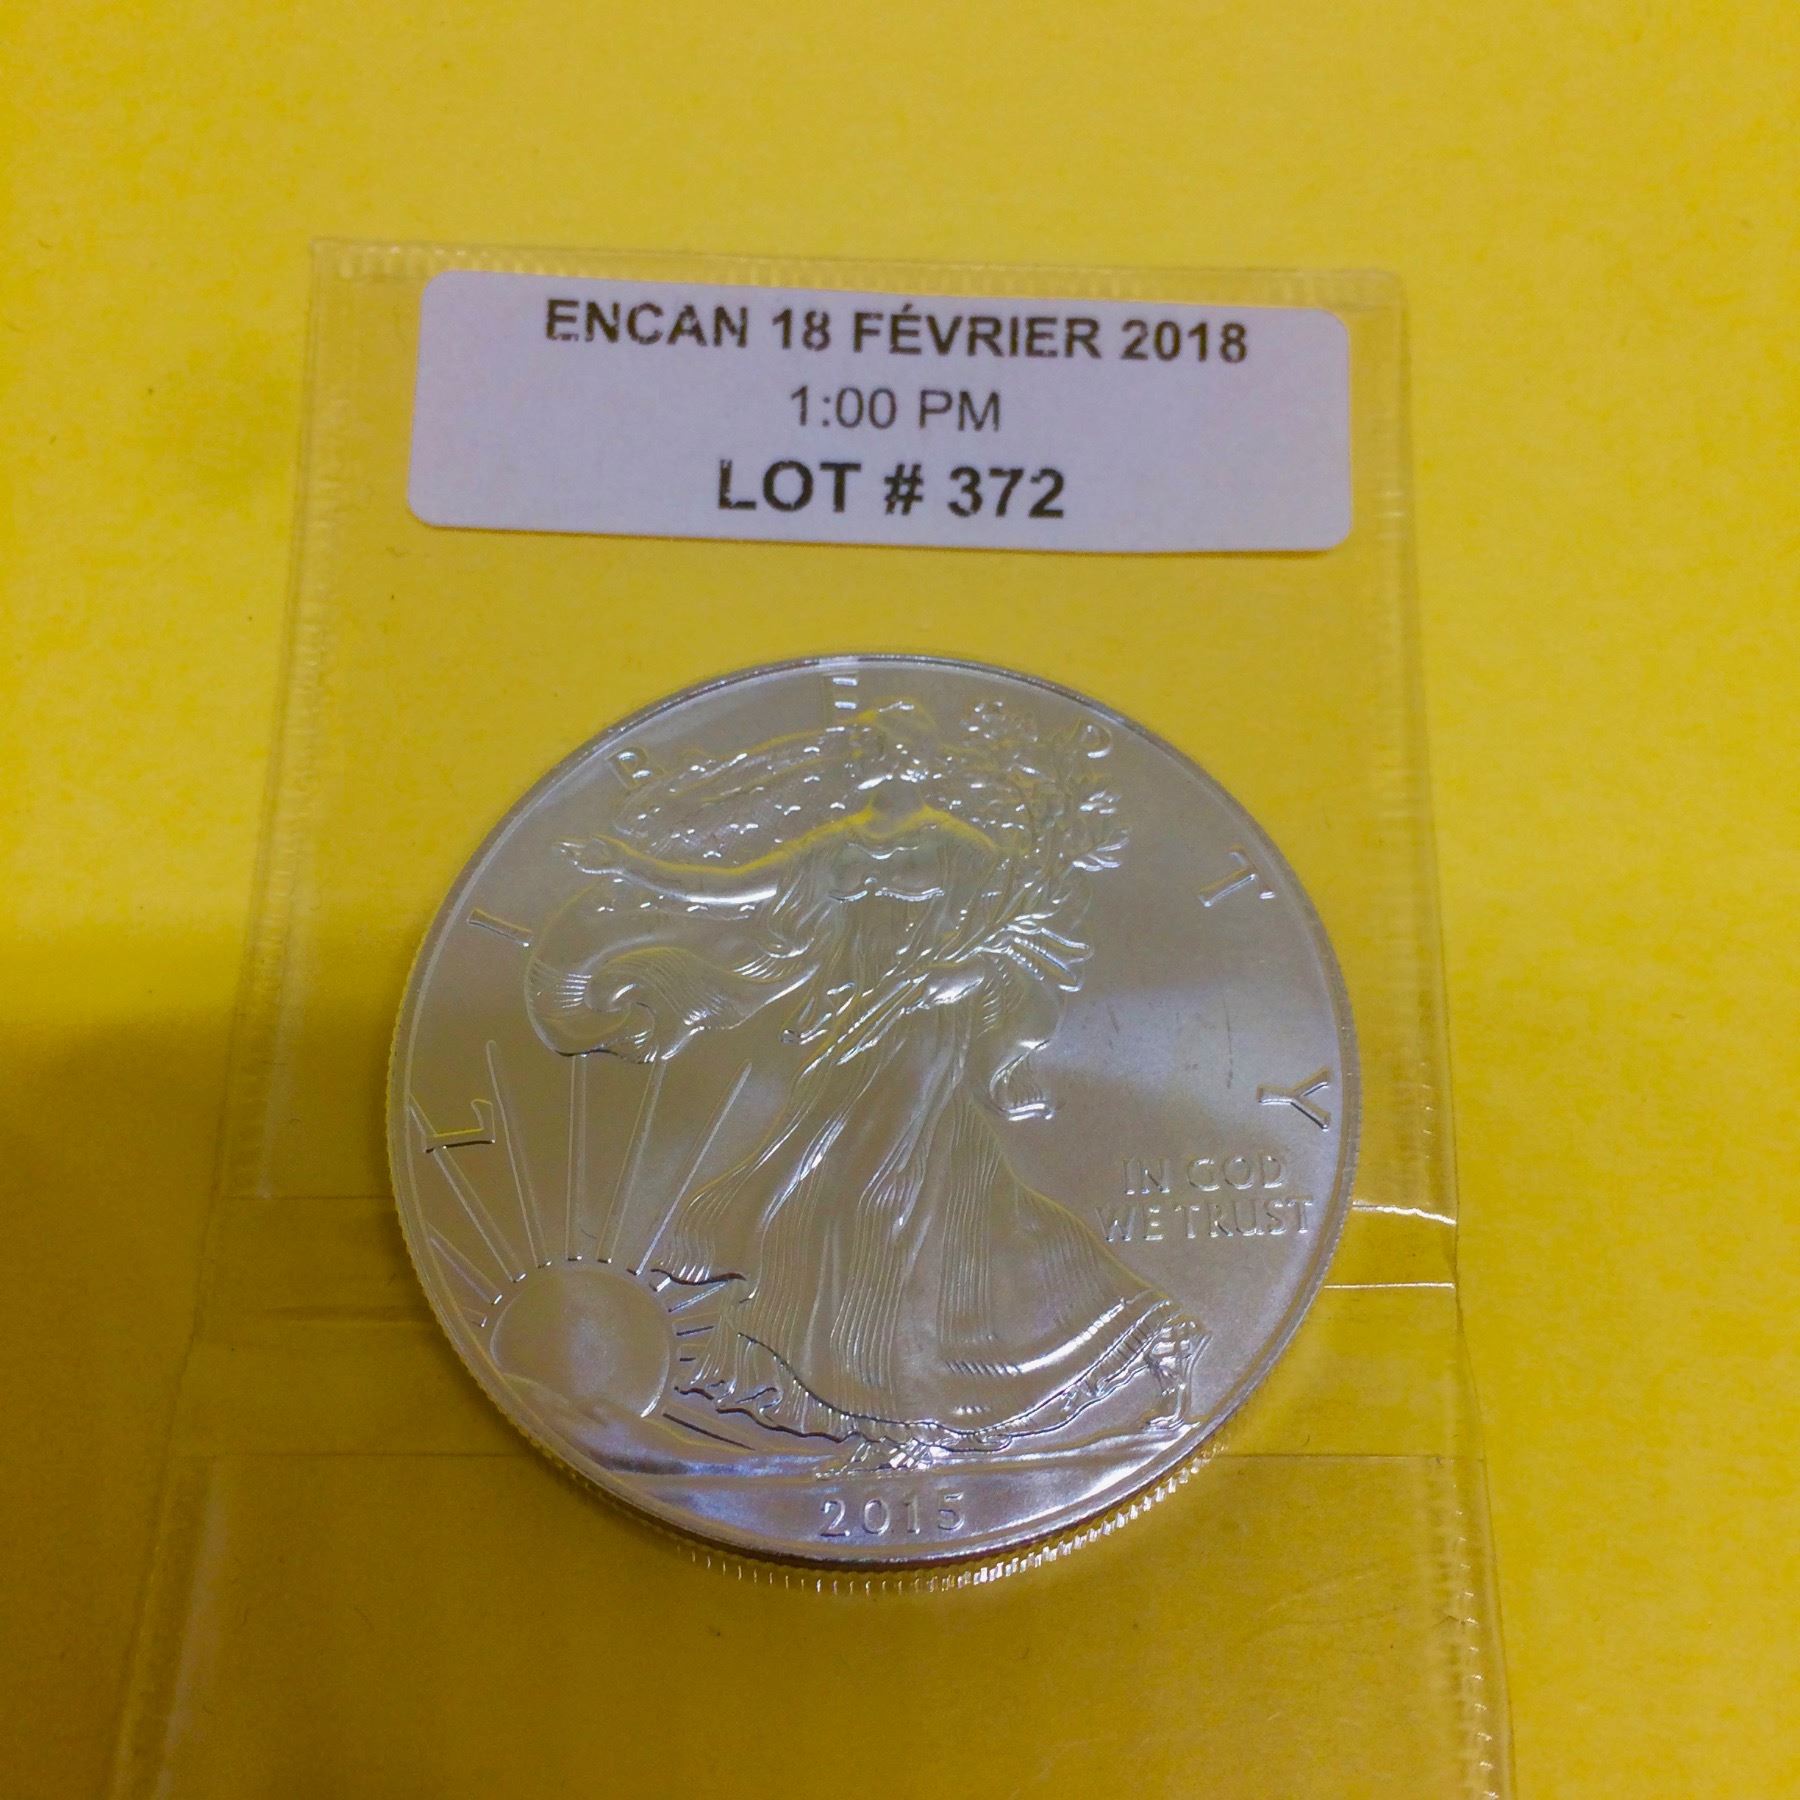 ENCAN 18 FÉVRIER 2018
1:00 PM
LOT # 372
LIBERTY
IN GOD
WE TRUST
2015